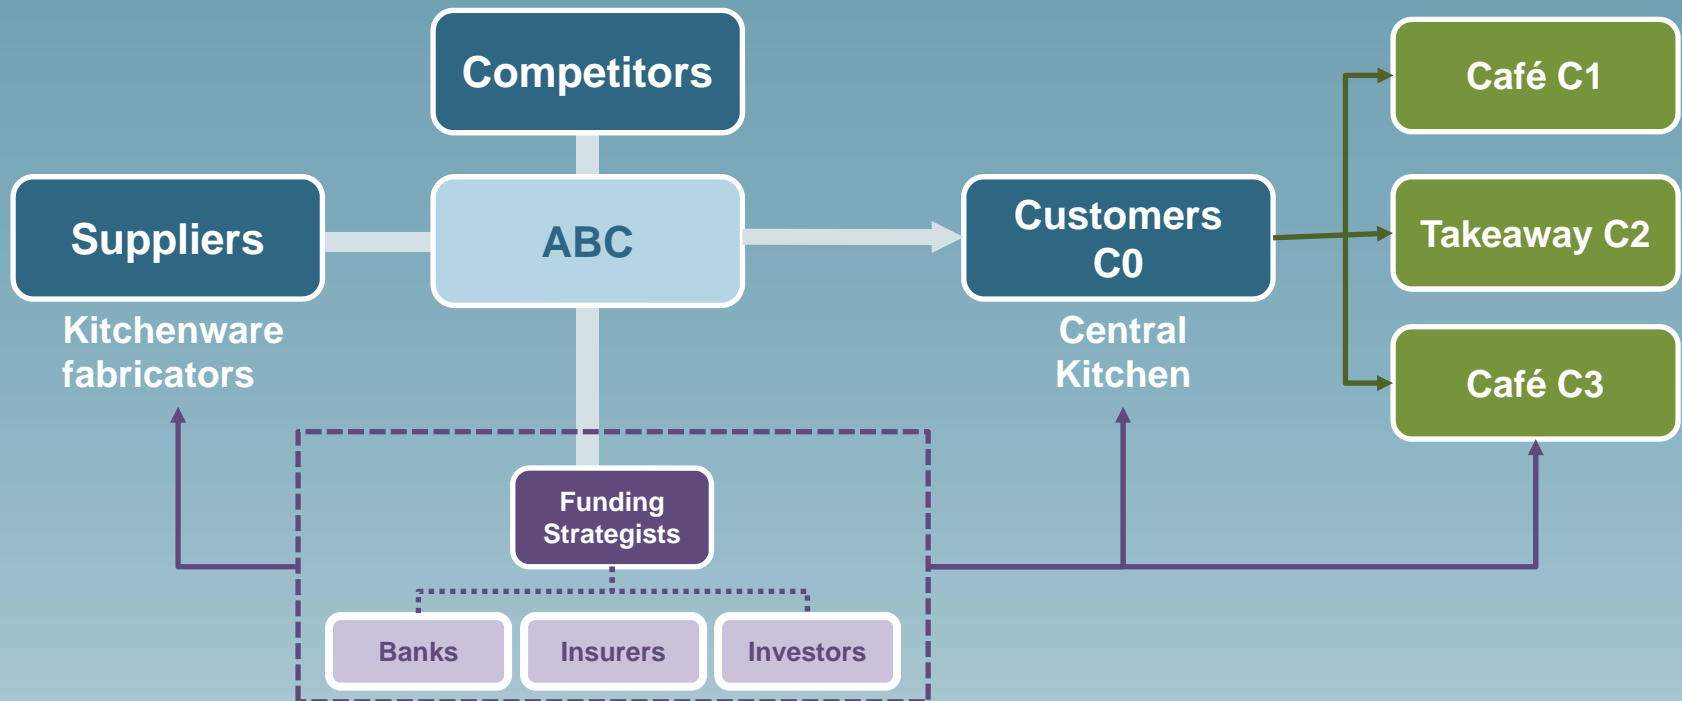 Competitors
Café C1
Suppliers
ABC
Customers
C0
Takeaway C2
Kitchenware
fabricators
Central
Kitchen
Café C3
Funding
Strategists
Banks
Insurers
Investors